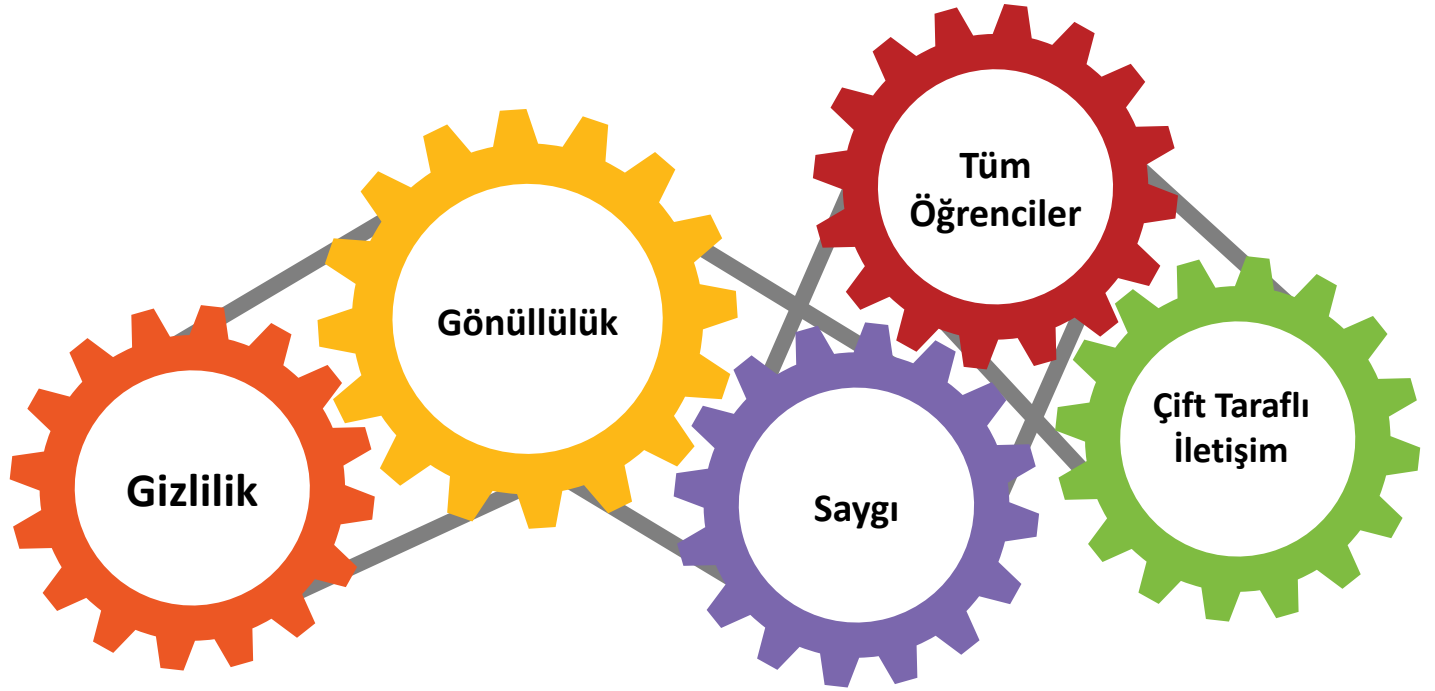 Gizlilik
Gönüllülük
Saygı
Tüm
Öğrenciler
Çift Taraflı
İletişim